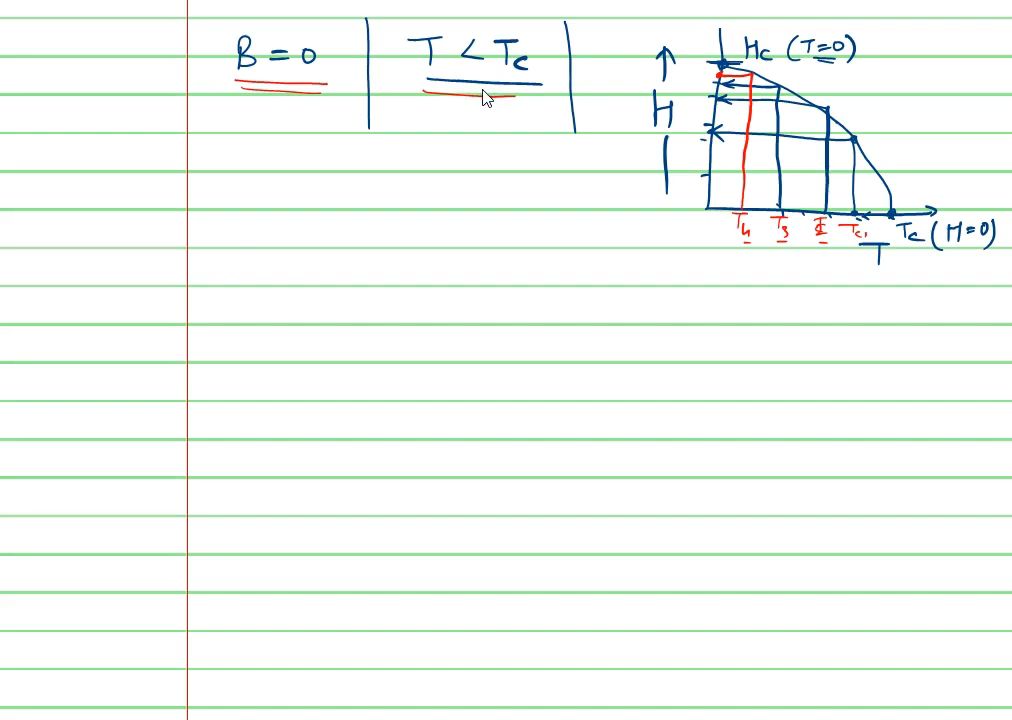 B = 0 | T < Tc |
Hc (T=0)
H
T4 T3 Tc1 Tc (H=0)
T